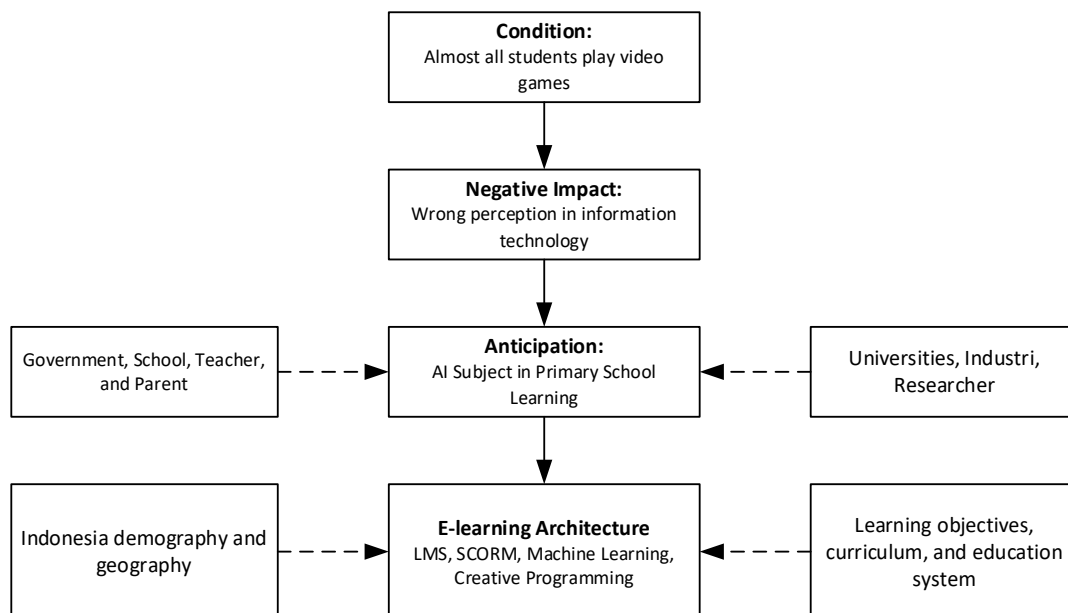 Condition:
Almost all students play video
games
Negative Impact:
Wrong perception in information
technology
Government, School, Teacher,
and Parent
Anticipation:
AI Subject in Primary School
Learning
Universities, Industri,
Researcher
Indonesia demography and
geography
E-learning Architecture
LMS, SCORM, Machine Learning,
Creative Programming
Learning objectives,
curriculum, and education
system